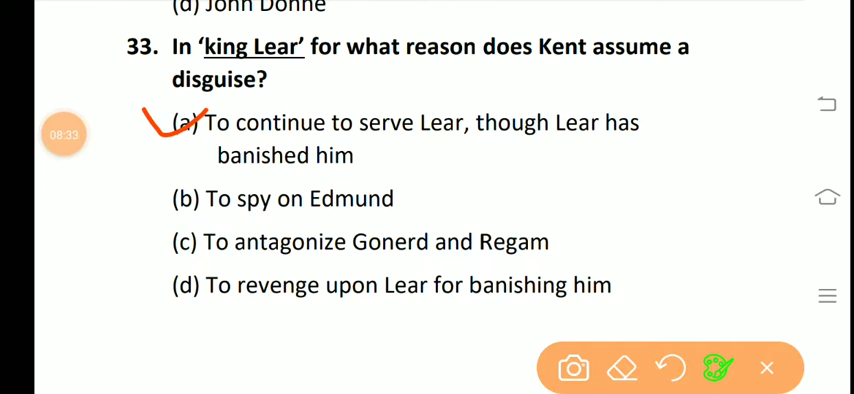 (d) John Donne
33. In ‘king Lear’ for what reason does Kent assume a
disguise?
(a) To continue to serve Lear, though Lear has
banished him
08:33
(b) To spy on Edmund
(c) To antagonize Gonerd and Regam
(d) To revenge upon Lear for banishing him